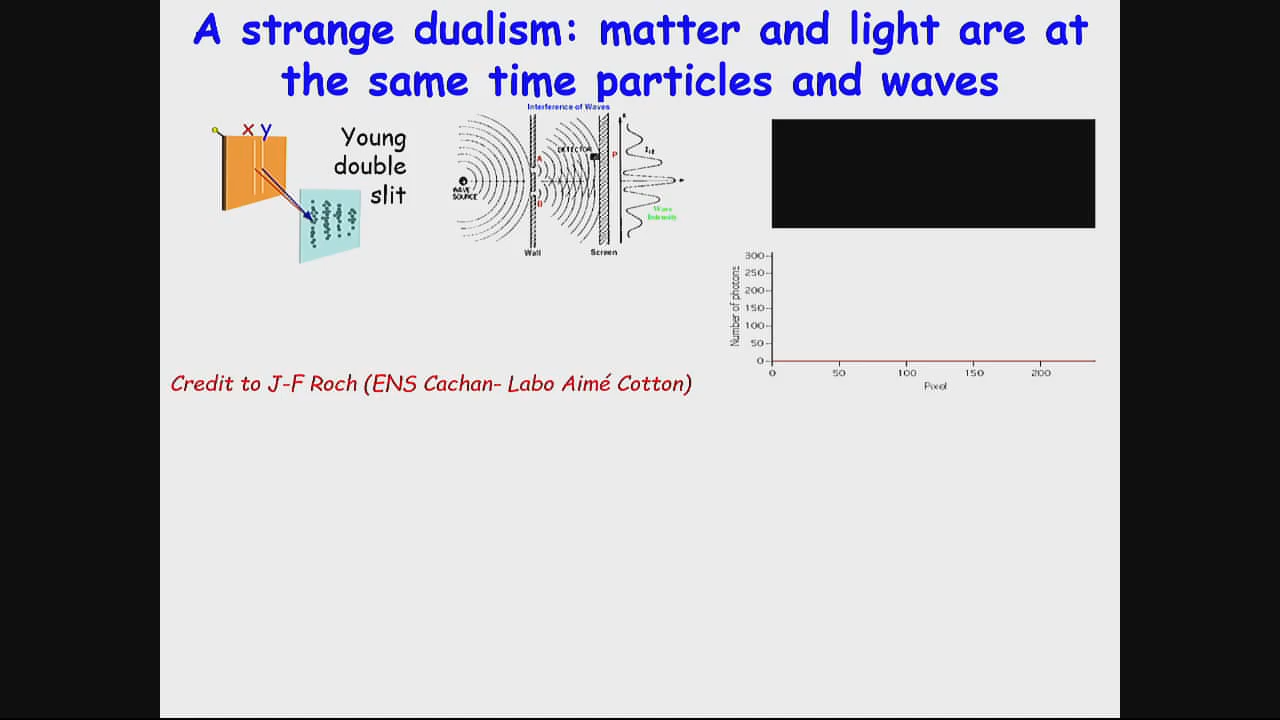 A strange dualism: matter and light are at
the same time particles and waves
x y
Young
double
slit
Interference of Waves
WAVE
SOURCE
A
B
DETECTOR
P
x
Wave
Intensity
Wall
Screen
Number of photons
300
250
200
150
100
50
0
0 50 100 150 200
Pixel
Credit to J-F Roch (ENS Cachan- Labo Aimé Cotton)